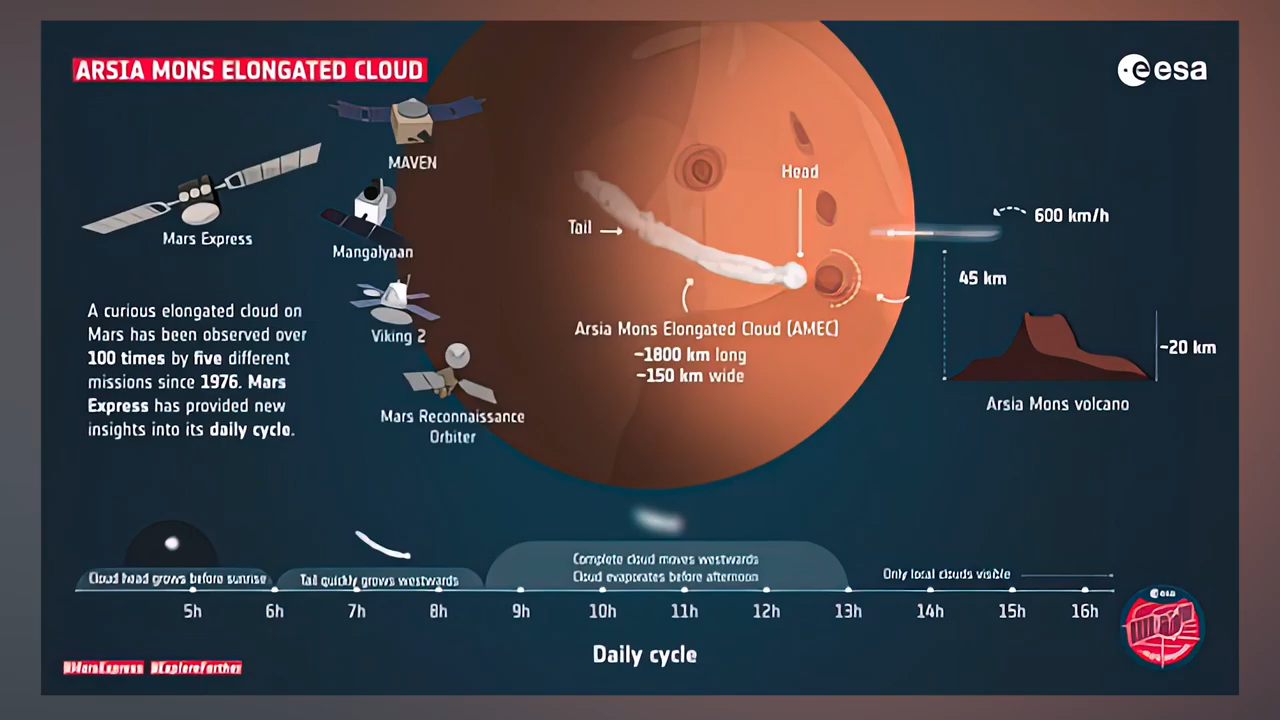 ARSIA MONS ELONGATED CLOUD
esa
MAVEN
Mars Express
Mangalyaan
Viking 2
Mars Reconnaissance
Orbiter
A curious elongated cloud on
Mars has been observed over
100 times by five different
missions since 1976. Mars
Express has provided new
insights into its daily cycle.
Head
Tail
Arsia Mons Elongated Cloud (AMEC)
~1800 km long
~150 km wide
600 km/h
45 km
~20 km
Arsia Mons volcano
Cloud head grows before sunrise
Tail quickly grows westwards
Complete cloud moves westwards
Cloud evaporates before afternoon
Only local clouds visible
5h 6h 7h 8h 9h 10h 11h 12h 13h 14h 15h 16h
Daily cycle
#MarsExpress #ExploreFarther
esa